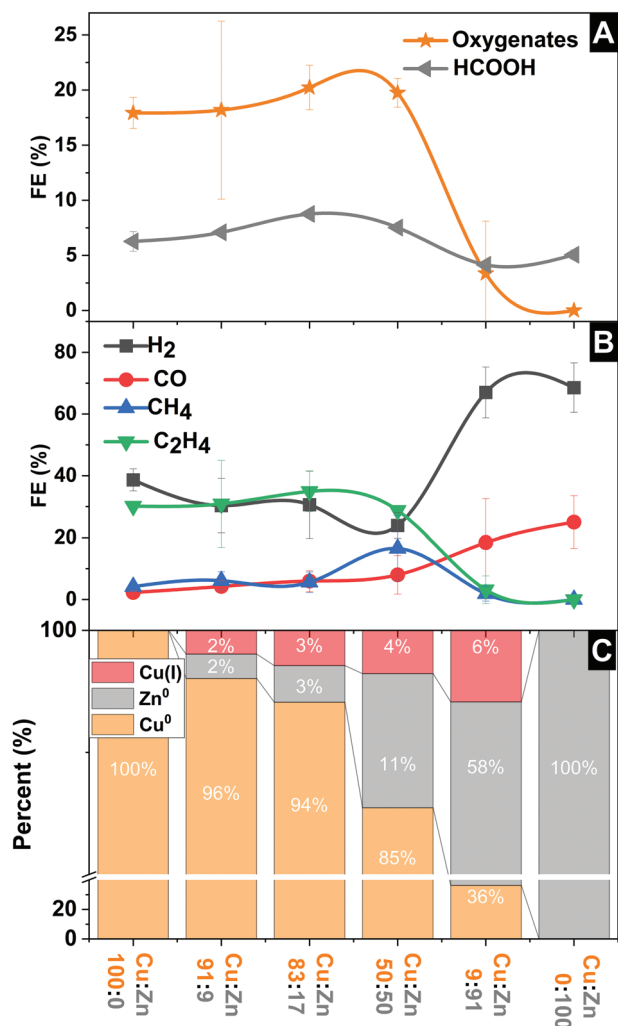 A
Oxygenates
HCOOH
FE (%)
25
20
15
10
5
0
B
H2
CO
CH4
C2H4
FE (%)
80
60
40
20
0
C
100
Cu(I)
Zn0
Cu0
2%
3%
4%
6%
2%
3%
100%
96%
94%
11%
85%
58%
100%
36%
Percent (%)
20
0
Cu:Zn
100:0
Cu:Zn
91:9
Cu:Zn
83:17
Cu:Zn
50:50
Cu:Zn
9:91
Cu:Zn
0:100